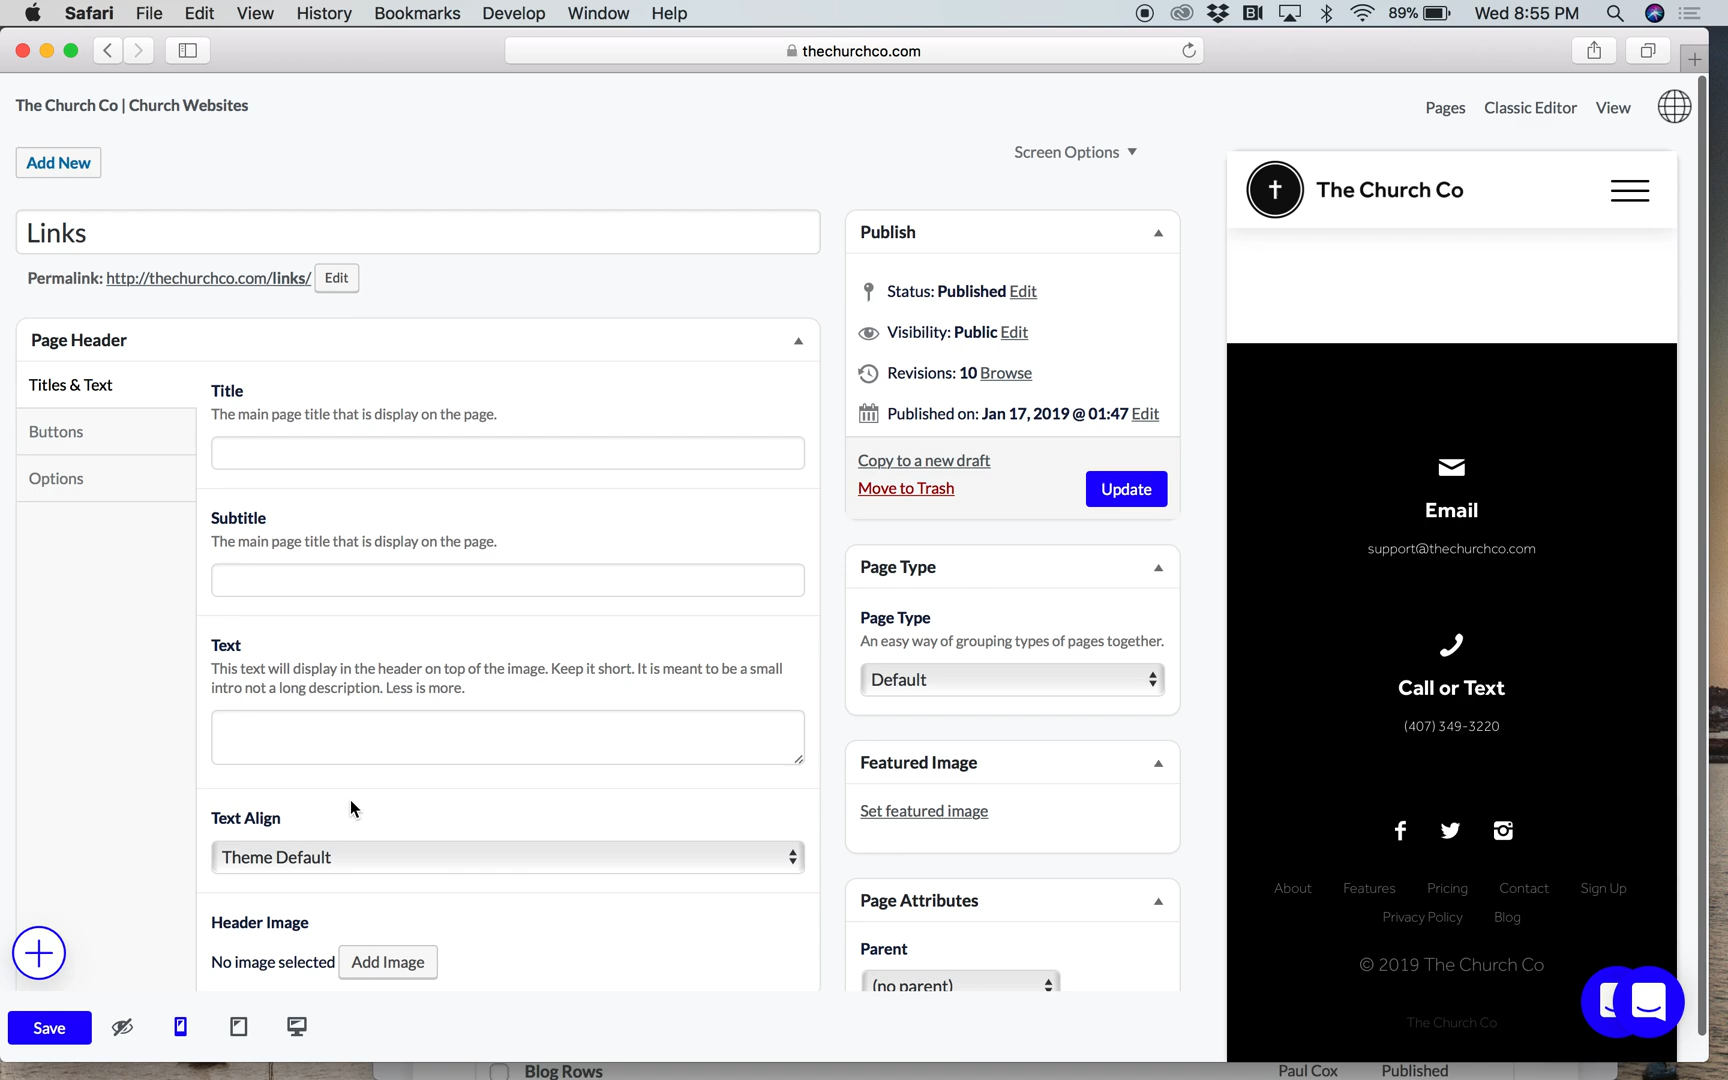 Safari File Edit View History Bookmarks Develop Window Help 89% Wed 8:55 PM
thechurchco.com
The Church Co | Church Websites
Pages Classic Editor View
Add New
Screen Options
The Church Co
Links
Permalink: http://thechurchco.com/links/ Edit
Page Header
Titles & Text
Buttons
Options
Title
The main page title that is display on the page.
Subtitle
The main page title that is display on the page.
Text
This text will display in the header on top of the image. Keep it short. It is meant to be a small
intro not a long description. Less is more.
Text Align
Theme Default
Header Image
No image selected Add Image
Save
Publish
Status: Published Edit
Visibility: Public Edit
Revisions: 10 Browse
Published on: Jan 17, 2019 @ 01:47 Edit
Copy to a new draft
Move to Trash
Update
Page Type
Page Type
An easy way of grouping types of pages together.
Default
Featured Image
Set featured image
Page Attributes
Parent
(no parent)
Email
support@thechurchco.com
Call or Text
(407) 349-3220
About Features Pricing Contact Sign Up
Privacy Policy Blog
© 2019 The Church Co
The Church Co
Blog Rows Paul Cox Published